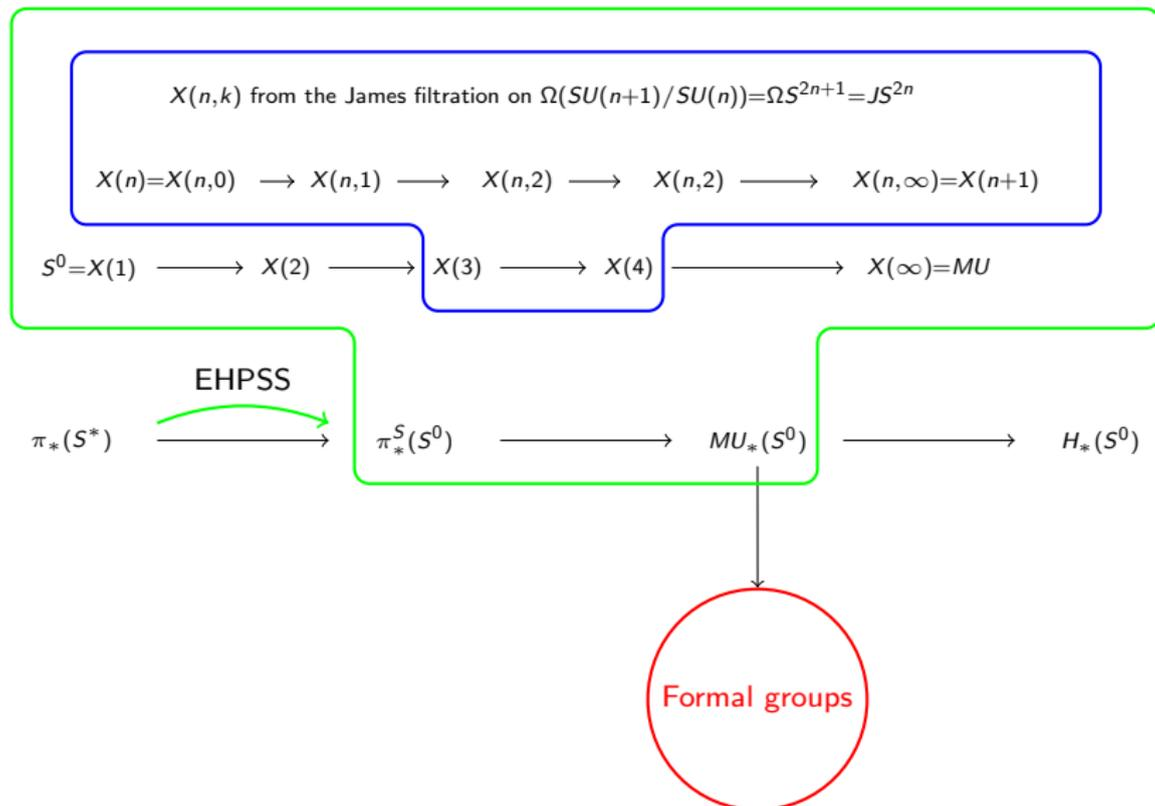 X(n,k) from the James filtration on Ω(SU(n+1)/SU(n))=ΩS^{2n+1}=JS^{2n}
X(n)=X(n,0) → X(n,1) → X(n,2) → X(n,2) → X(n,∞)=X(n+1)
S^0=X(1) → X(2) → X(3) → X(4) → X(∞)=MU
EHPSS
π_*(S^*) → π_*^S(S^0) → MU_*(S^0) → H_*(S^0)
Formal groups